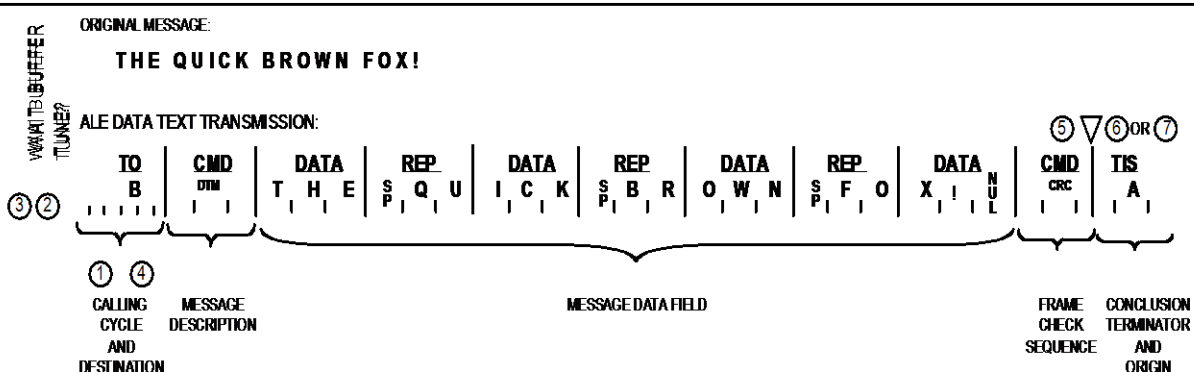 ORIGINAL MESSAGE:
THE QUICK BROWN FOX!
ALE DATA TEXT TRANSMISSION:
⑤ ▽ ⑥ OR ⑦
TO CMD DATA REP DATA REP DATA REP DATA CMD TIS
B DTM T H E SP Q U I C K SP B R O W N SP F O X ! NUL CRC A
③ ②
① ④
CALLING CYCLE AND DESTINATION
MESSAGE DESCRIPTION
MESSAGE DATA FIELD
FRAME CHECK SEQUENCE
CONCLUSION TERMINATOR AND ORIGIN